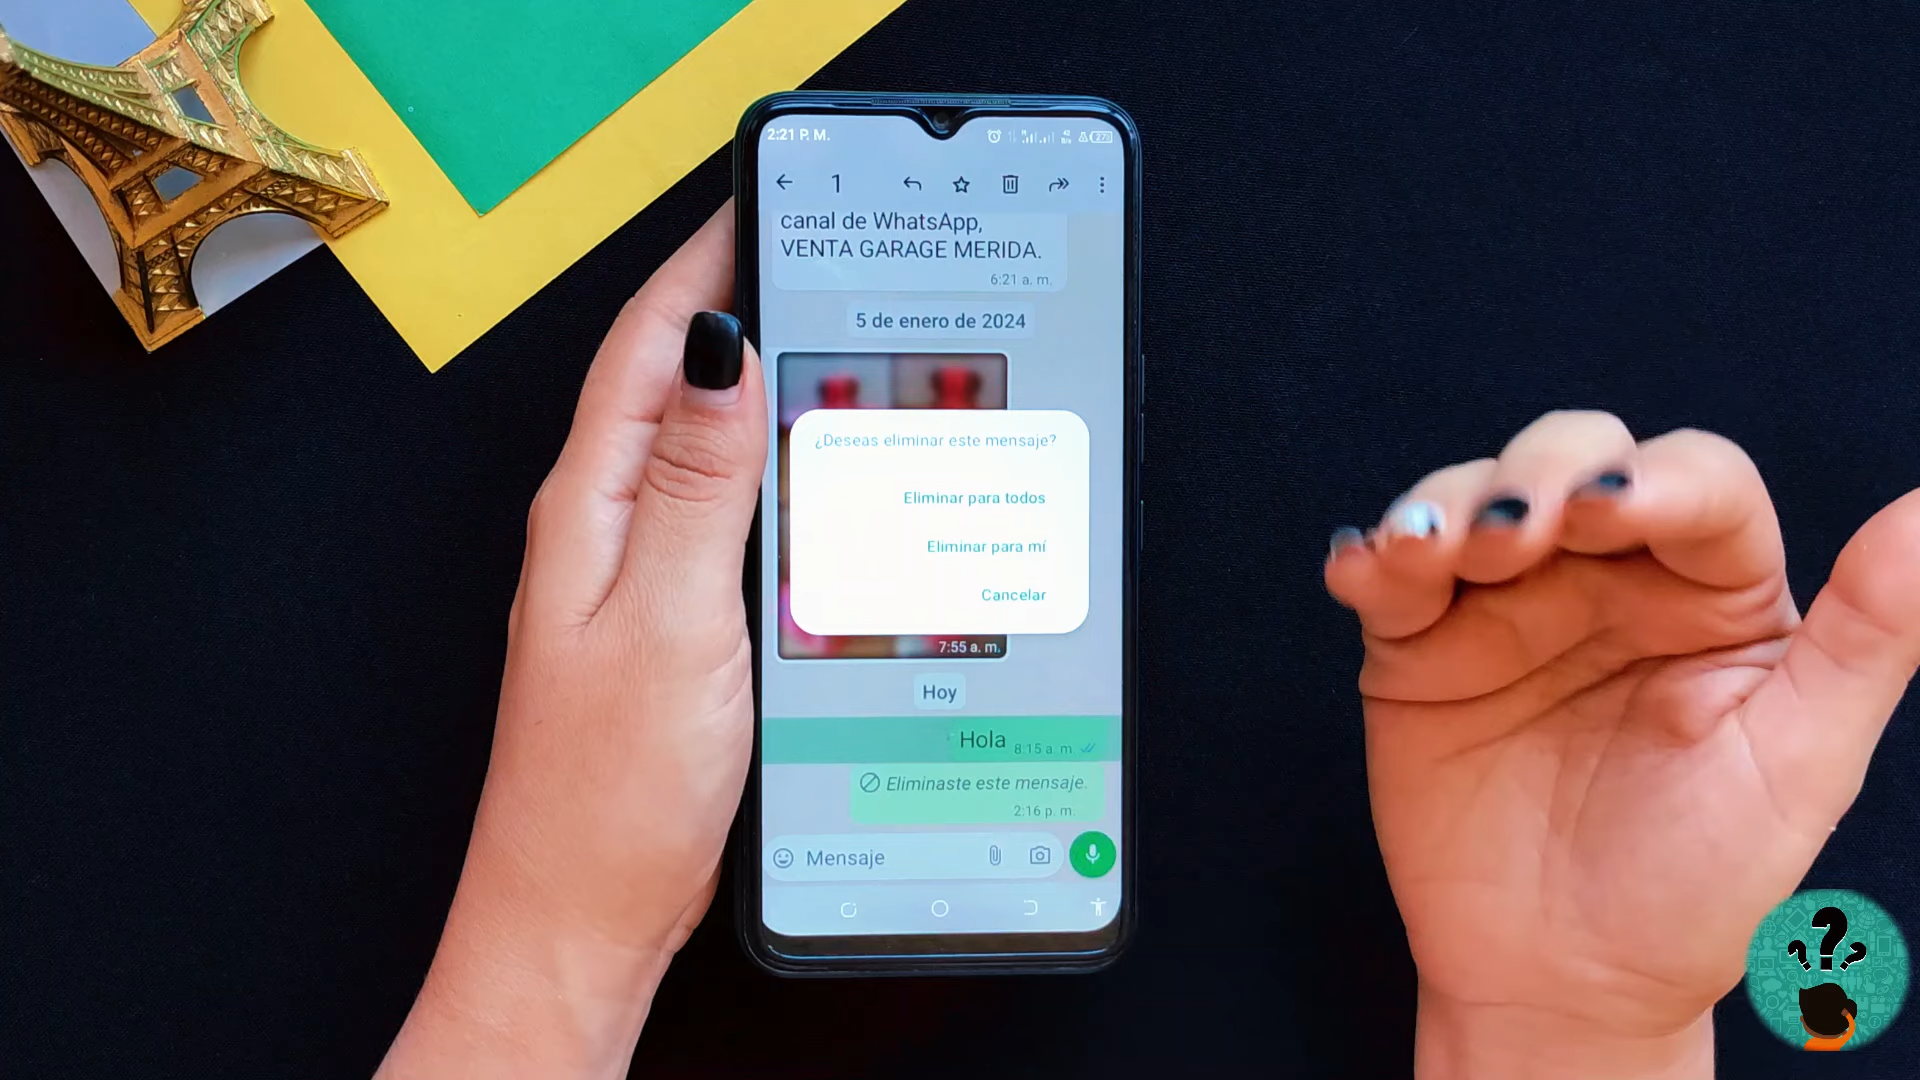 2:21 P. M.
1
canal de WhatsApp,
VENTA GARAGE MERIDA.
6:21 a. m.
5 de enero de 2024
¿Deseas eliminar este mensaje?
Eliminar para todos
Eliminar para mí
Cancelar
7:55 a. m.
Hoy
Hola 8:15 a. m.
Eliminaste este mensaje.
2:16 p. m.
Mensaje